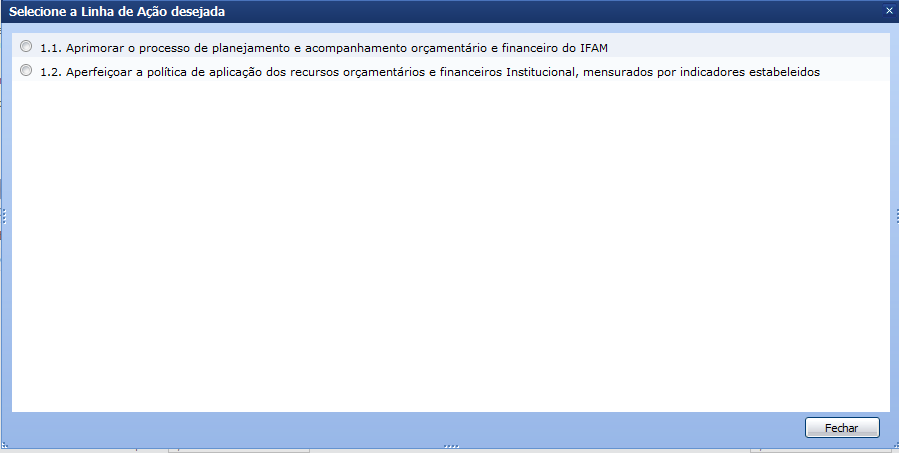 Selecione a Linha de Ação desejada
1.1. Aprimorar o processo de planejamento e acompanhamento orçamentário e financeiro do IFAM
1.2. Aperfeiçoar a política de aplicação dos recursos orçamentários e financeiros Institucional, mensurados por indicadores estabeleidos
Fechar